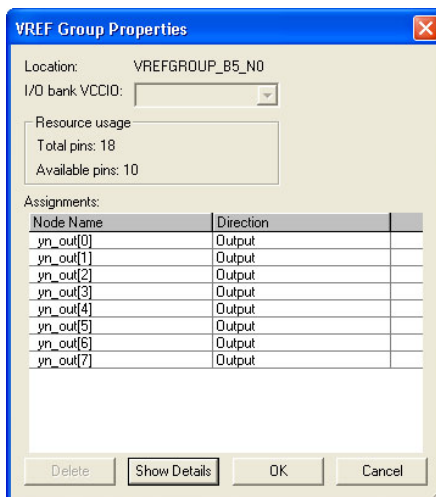 VREF Group Properties
Location: VREFGROUP_B5_N0
I/O bank VCCIO:
Resource usage
Total pins: 18
Available pins: 10
Assignments:
Node Name Direction
yn_out[0] Output
yn_out[1] Output
yn_out[2] Output
yn_out[3] Output
yn_out[4] Output
yn_out[5] Output
yn_out[6] Output
yn_out[7] Output
Delete Show Details OK Cancel